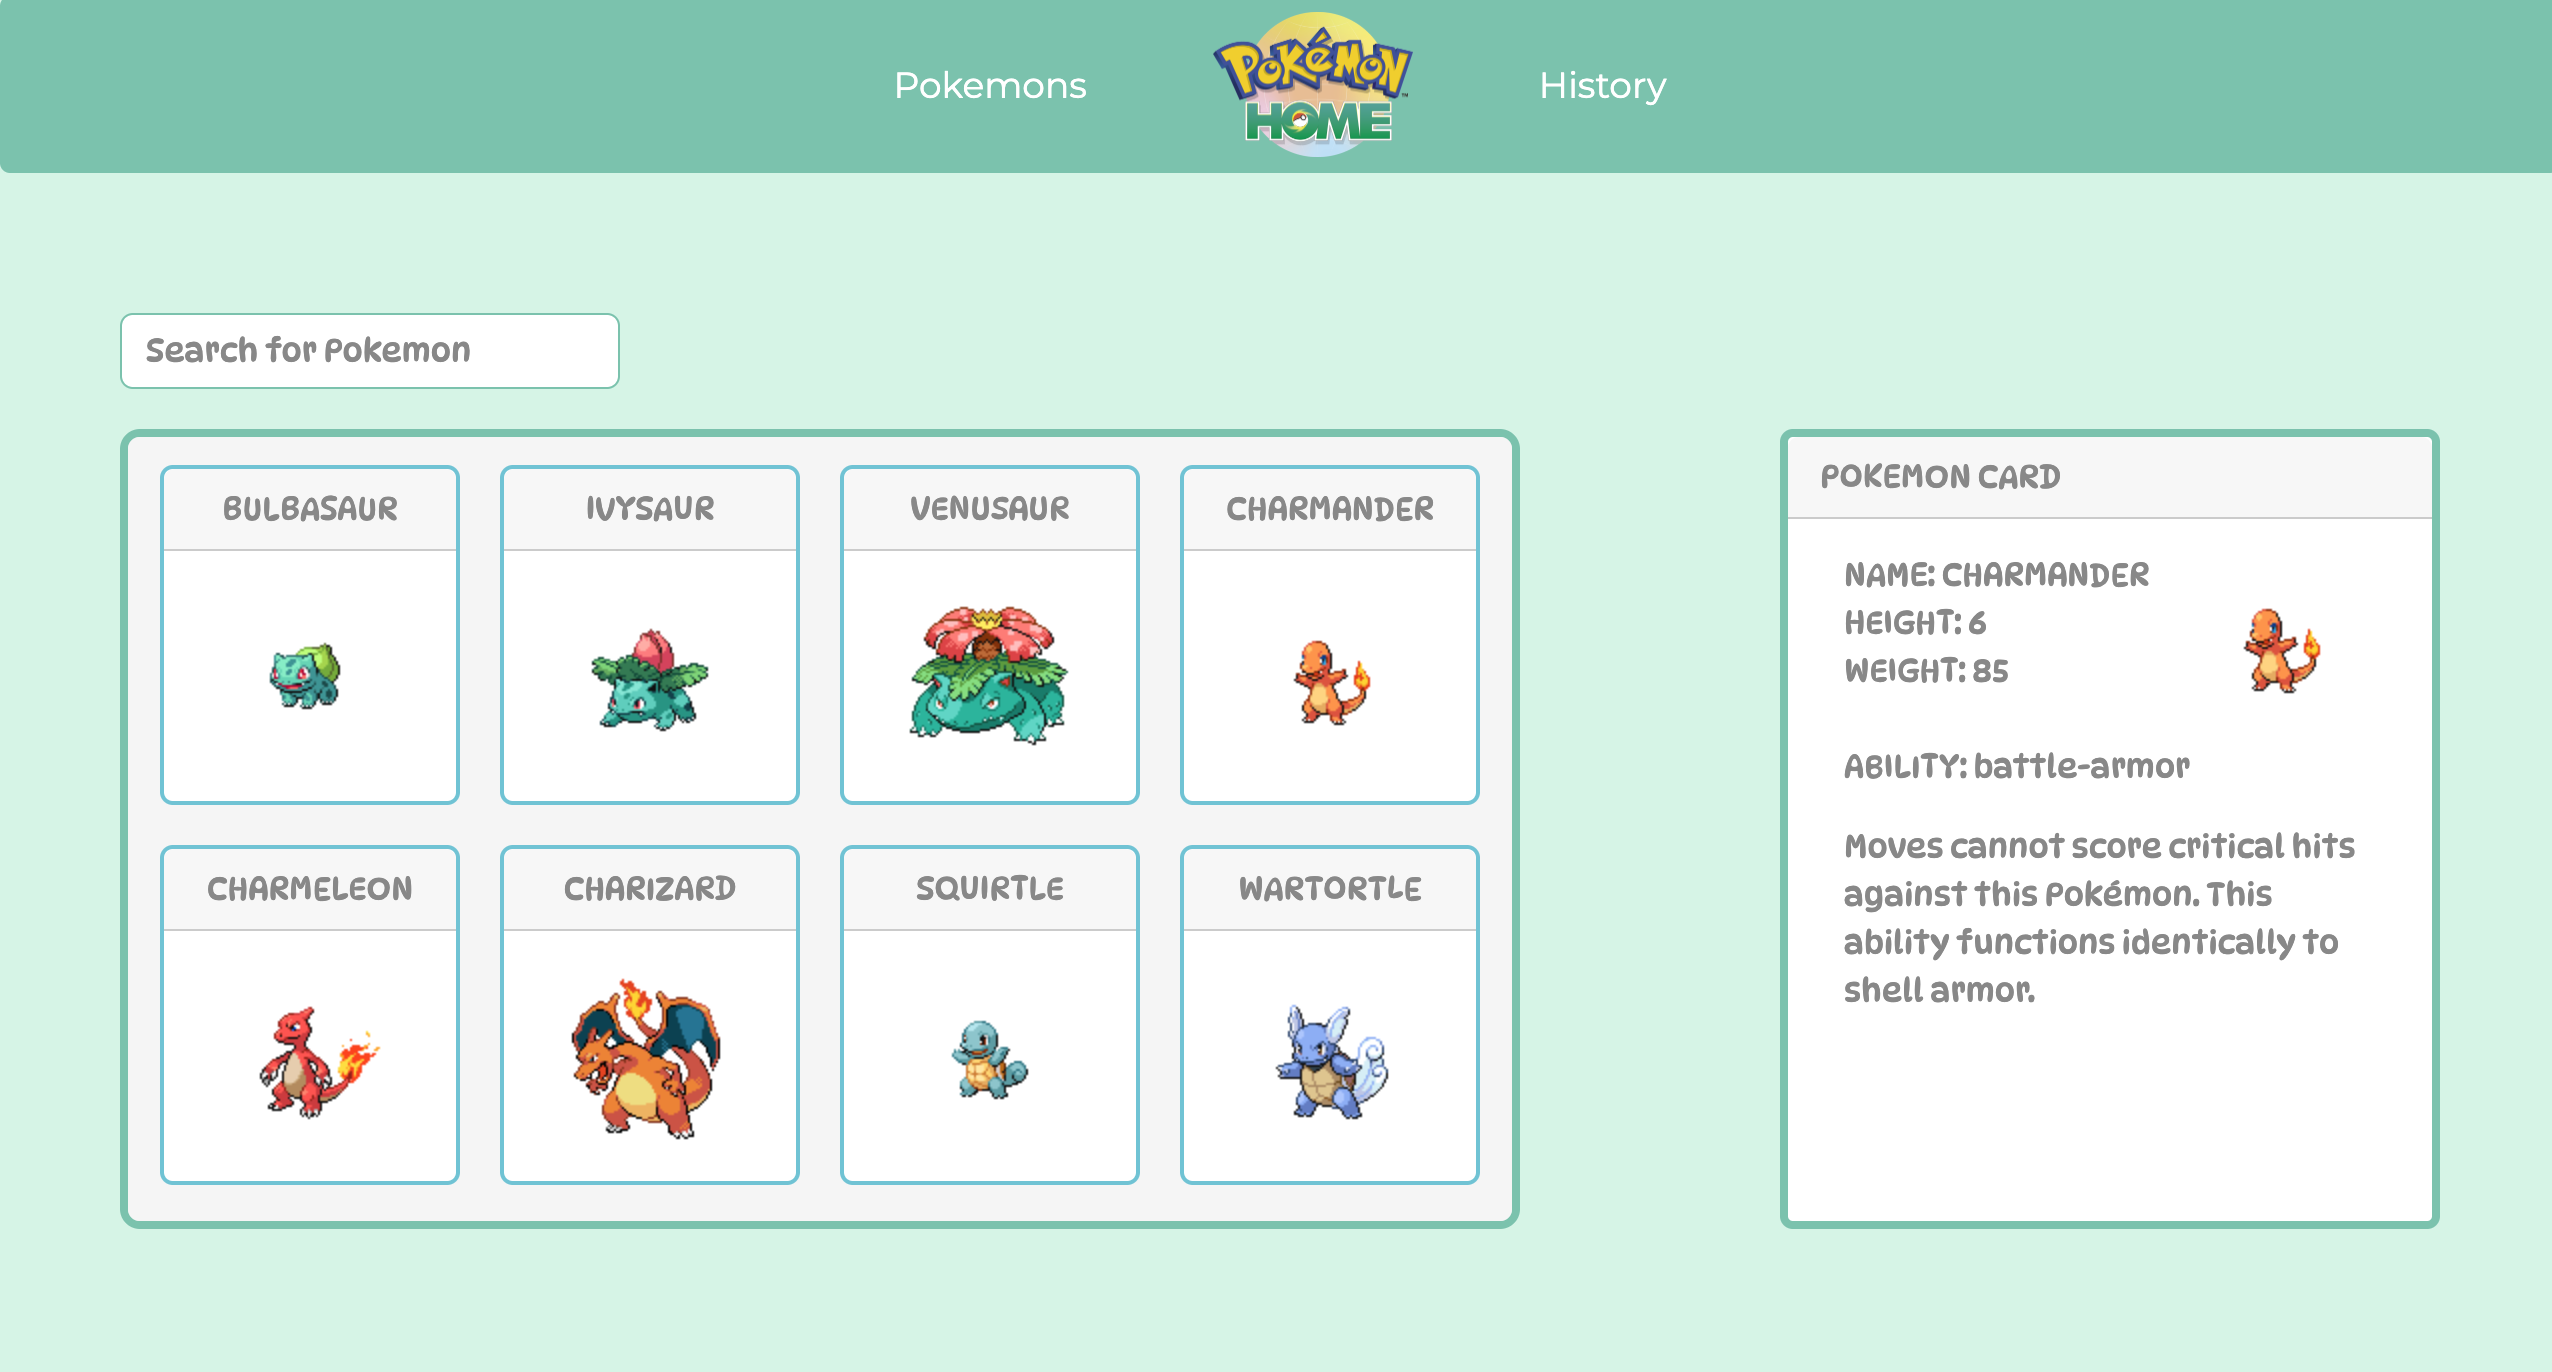 Pokemons
POKéMON
HOME
History
Search for Pokemon
BULBASAUR
IVYSAUR
VENUSAUR
CHARMANDER
CHARMELEON
CHARIZARD
SQUIRTLE
WARTORTLE
POKEMON CARD
NAME: CHARMANDER
HEIGHT: 6
WEIGHT: 85
ABILITY: battle-armor
Moves cannot score critical hits
against this Pokémon. This
ability functions identically to
shell armor.